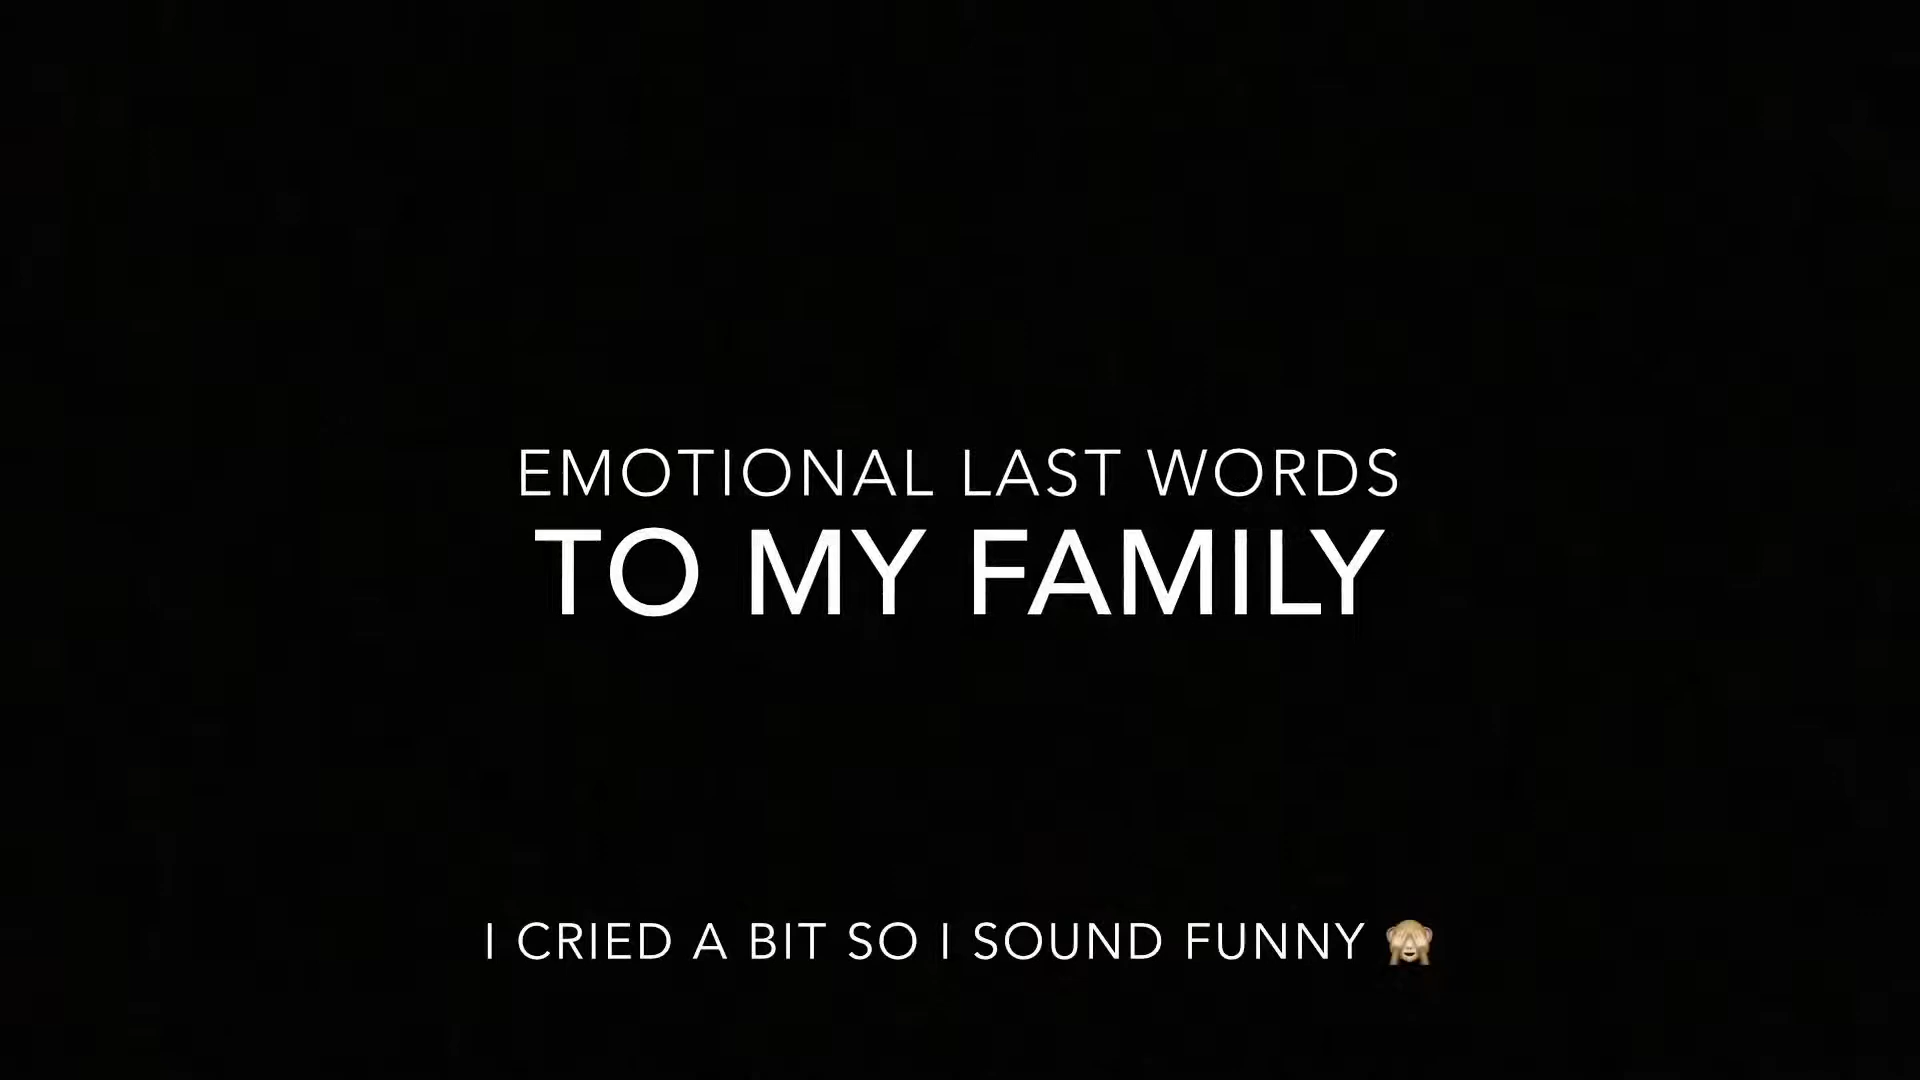 EMOTIONAL LAST WORDS
TO MY FAMILY
I CRIED A BIT SO I SOUND FUNNY 🙈